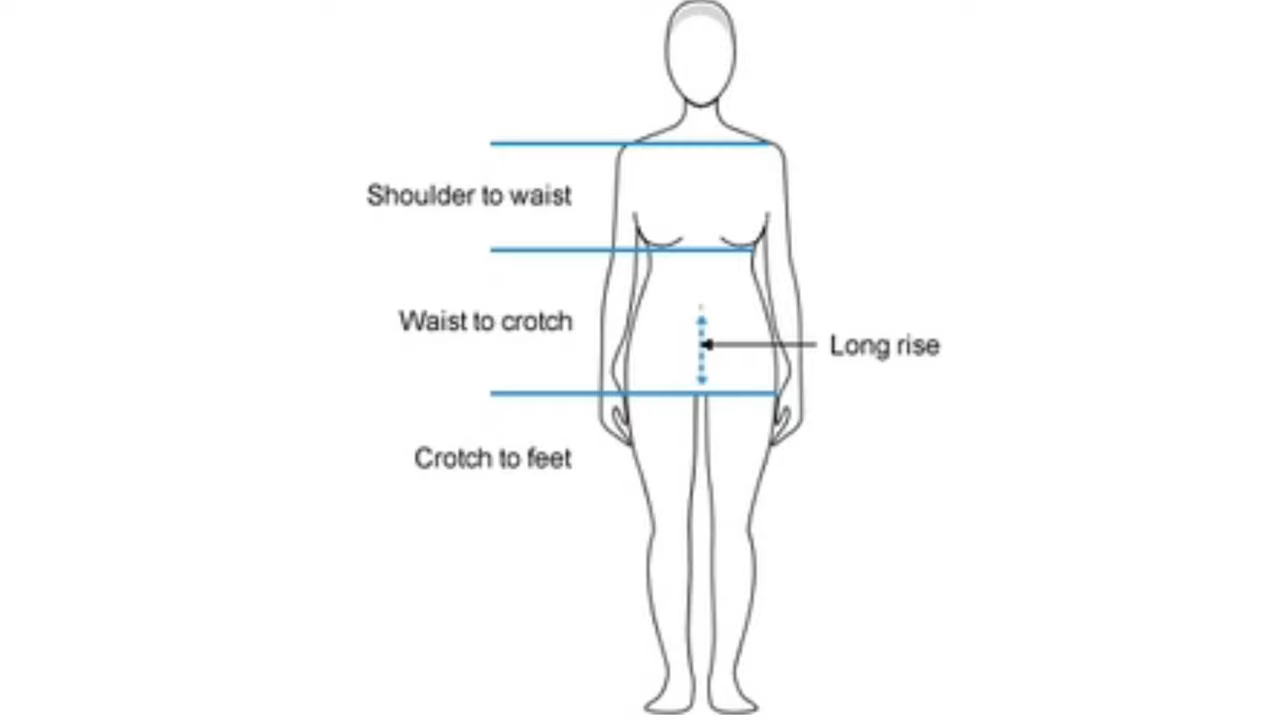 Shoulder to waist
Waist to crotch
Long rise
Crotch to feet